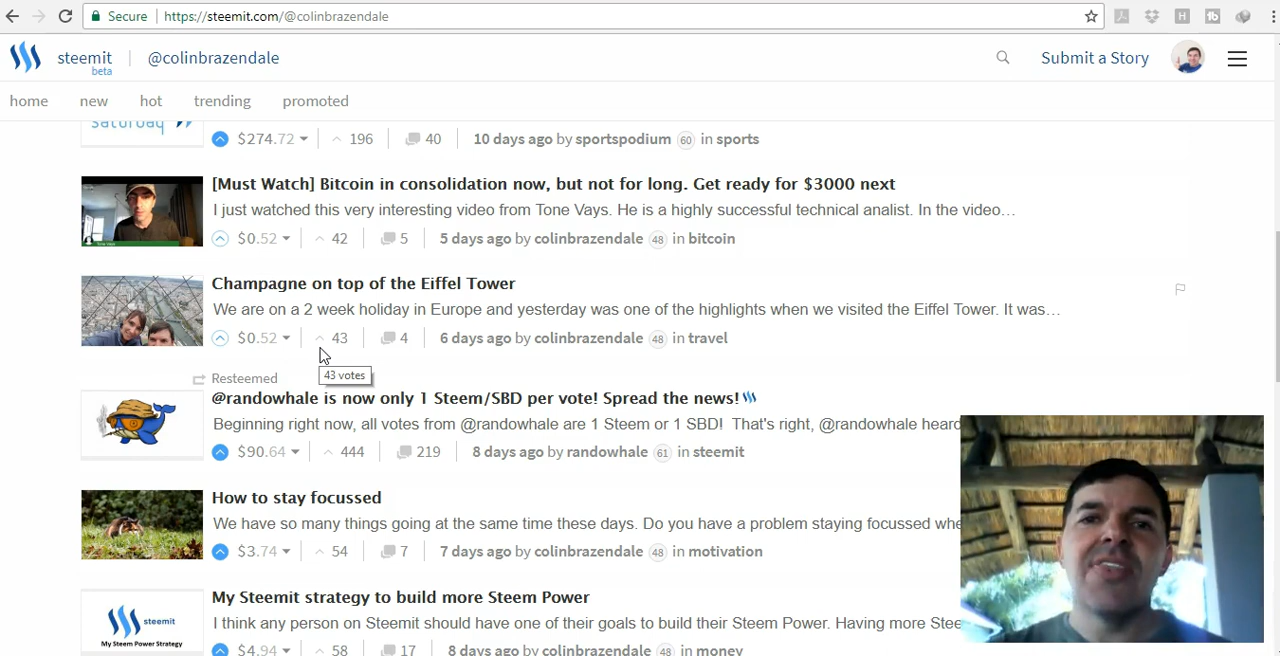 Secure https://steemit.com/@colinbrazendale
steemit beta @colinbrazendale Submit a Story
home new hot trending promoted
saturday
$274.72 196 40 10 days ago by sportspodium 60 in sports
[Must Watch] Bitcoin in consolidation now, but not for long. Get ready for $3000 next
I just watched this very interesting video from Tone Vays. He is a highly successful technical analist. In the video…
$0.52 42 5 5 days ago by colinbrazendale 48 in bitcoin
Champagne on top of the Eiffel Tower
We are on a 2 week holiday in Europe and yesterday was one of the highlights when we visited the Eiffel Tower. It was…
$0.52 43 4 6 days ago by colinbrazendale 48 in travel
43 votes
Resteemed
@randowhale is now only 1 Steem/SBD per vote! Spread the news!
Beginning right now, all votes from @randowhale are 1 Steem or 1 SBD! That's right, @randowhale heard
$90.64 444 219 8 days ago by randowhale 61 in steemit
How to stay focussed
We have so many things going at the same time these days. Do you have a problem staying focussed whe
$3.74 54 7 7 days ago by colinbrazendale 48 in motivation
My Steemit strategy to build more Steem Power
steemit
My Steem Power Strategy
I think any person on Steemit should have one of their goals to build their Steem Power. Having more Stee
$4.94 58 17 8 days ago by colinbrazendale 48 in money